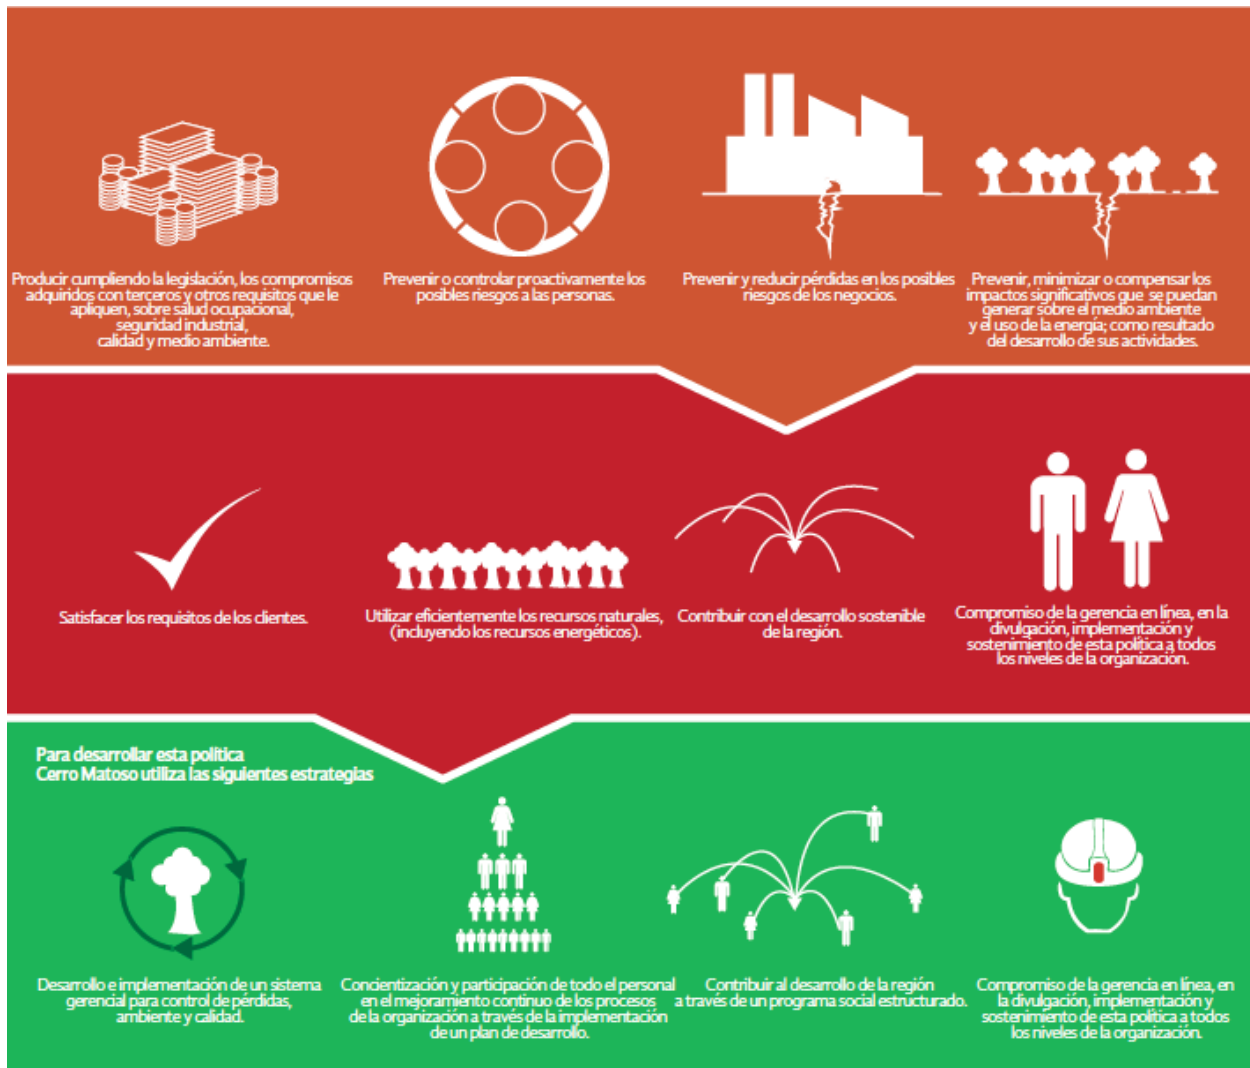 Producir cumpliendo la legislación, los compromisos
adquiridos con terceros y otros requisitos que le
apliquen, sobre salud ocupacional,
seguridad industrial,
calidad y medio ambiente.
Prevenir o controlar proactivamente los
posibles riesgos a las personas.
Prevenir y reducir pérdidas en los posibles
riesgos de los negocios.
Prevenir, minimizar o compensar los
impactos significativos que se puedan
generar sobre el medio ambiente
y el uso de la energía; como resultado
del desarrollo de sus actividades.
Satisfacer los requisitos de los clientes.
Utilizar eficientemente los recursos naturales,
(incluyendo los recursos energéticos).
Contribuir con el desarrollo sostenible
de la región.
Compromiso de la gerencia en línea, en la
divulgación, implementación y
sostenimiento de esta política a todos
los niveles de la organización.
Para desarrollar esta política
Cerro Matoso utiliza las siguientes estrategias
Desarrollo e implementación de un sistema
gerencial para control de pérdidas,
ambiente y calidad.
Concientización y participación de todo el personal
en el mejoramiento continuo de los procesos
de la organización a través de la implementación
de un plan de desarrollo.
Contribuir al desarrollo de la región
a través de un programa social estructurado.
Compromiso de la gerencia en línea, en
la divulgación, implementación y
sostenimiento de esta política a todos
los niveles de la organización.